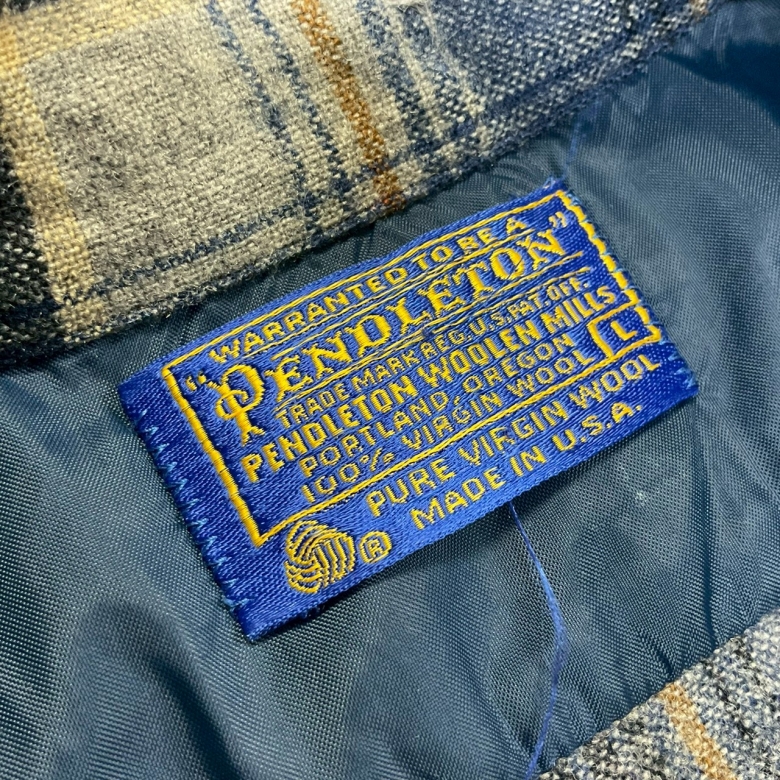 WARRANTED TO BE A
"PENDLETON"
TRADE MARK REG. U.S. PAT. OFF.
PENDLETON WOOLEN MILLS
PORTLAND, OREGON
100% VIRGIN WOOL
L
PURE VIRGIN WOOL
® MADE IN U.S.A.